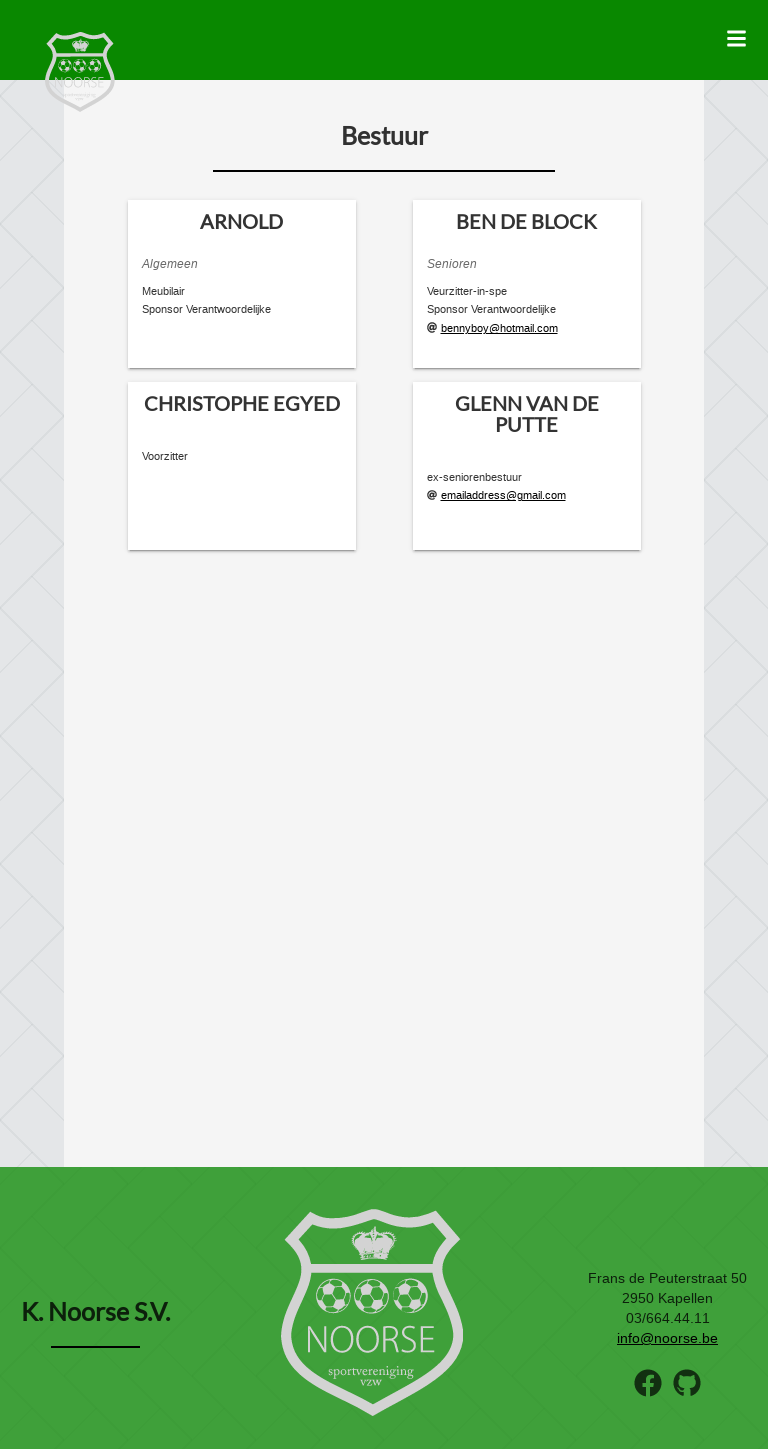 NOORSE
sportvereniging
vzw
Bestuur
ARNOLD
Algemeen
Meubilair
Sponsor Verantwoordelijke
BEN DE BLOCK
Senioren
Veurzitter-in-spe
Sponsor Verantwoordelijke
@ bennyboy@hotmail.com
CHRISTOPHE EGYED
Voorzitter
GLENN VAN DE
PUTTE
ex-seniorenbestuur
@ emailaddress@gmail.com
K. Noorse S.V.
NOORSE
sportvereniging
vzw
Frans de Peuterstraat 50
2950 Kapellen
03/664.44.11
info@noorse.be